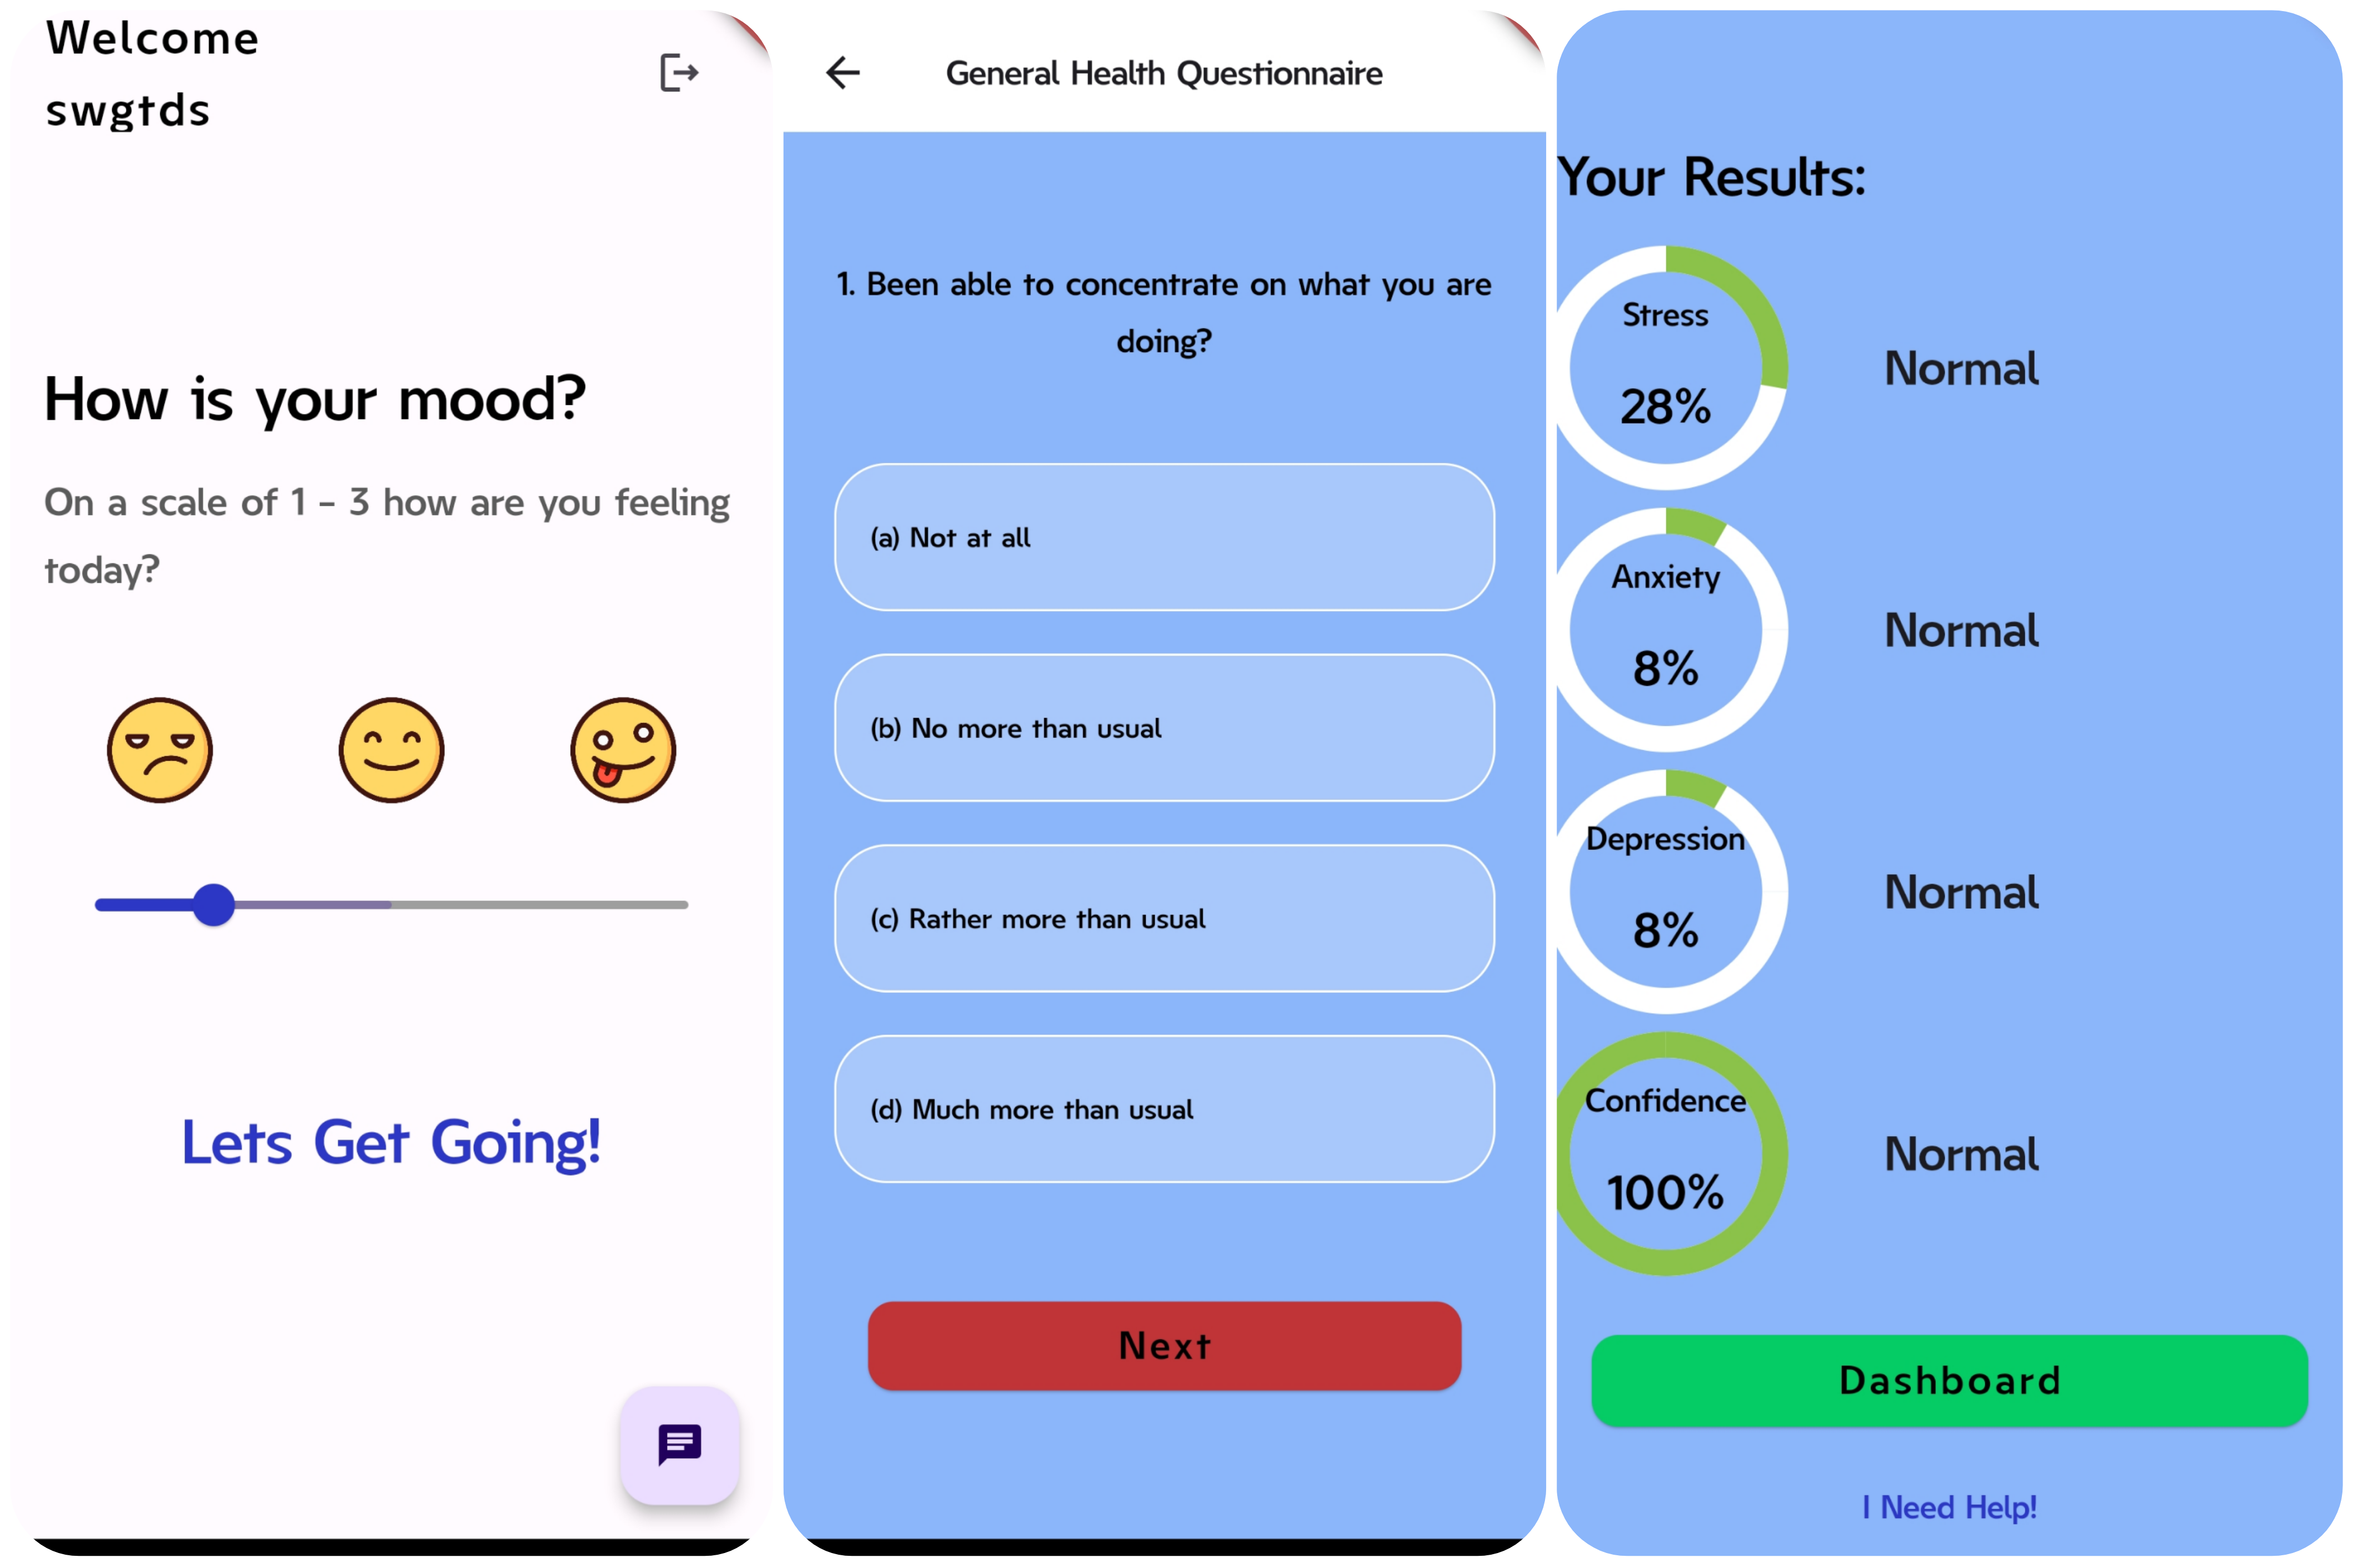 Welcome
swgtds
How is your mood?
On a scale of 1 - 3 how are you feeling
today?
Lets Get Going!
General Health Questionnaire
1. Been able to concentrate on what you are
doing?
(a) Not at all
(b) No more than usual
(c) Rather more than usual
(d) Much more than usual
Next
Your Results:
Stress
28%
Normal
Anxiety
8%
Normal
Depression
8%
Normal
Confidence
100%
Normal
Dashboard
I Need Help!